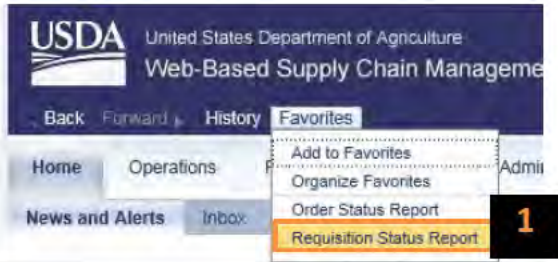 USDA United States Department of Agriculture
Web-Based Supply Chain Manageme
Back Forward History Favorites
Add to Favorites
Home Operations Admi
Organize Favorites
News and Alerts Inbox Order Status Report
Requisition Status Report 1